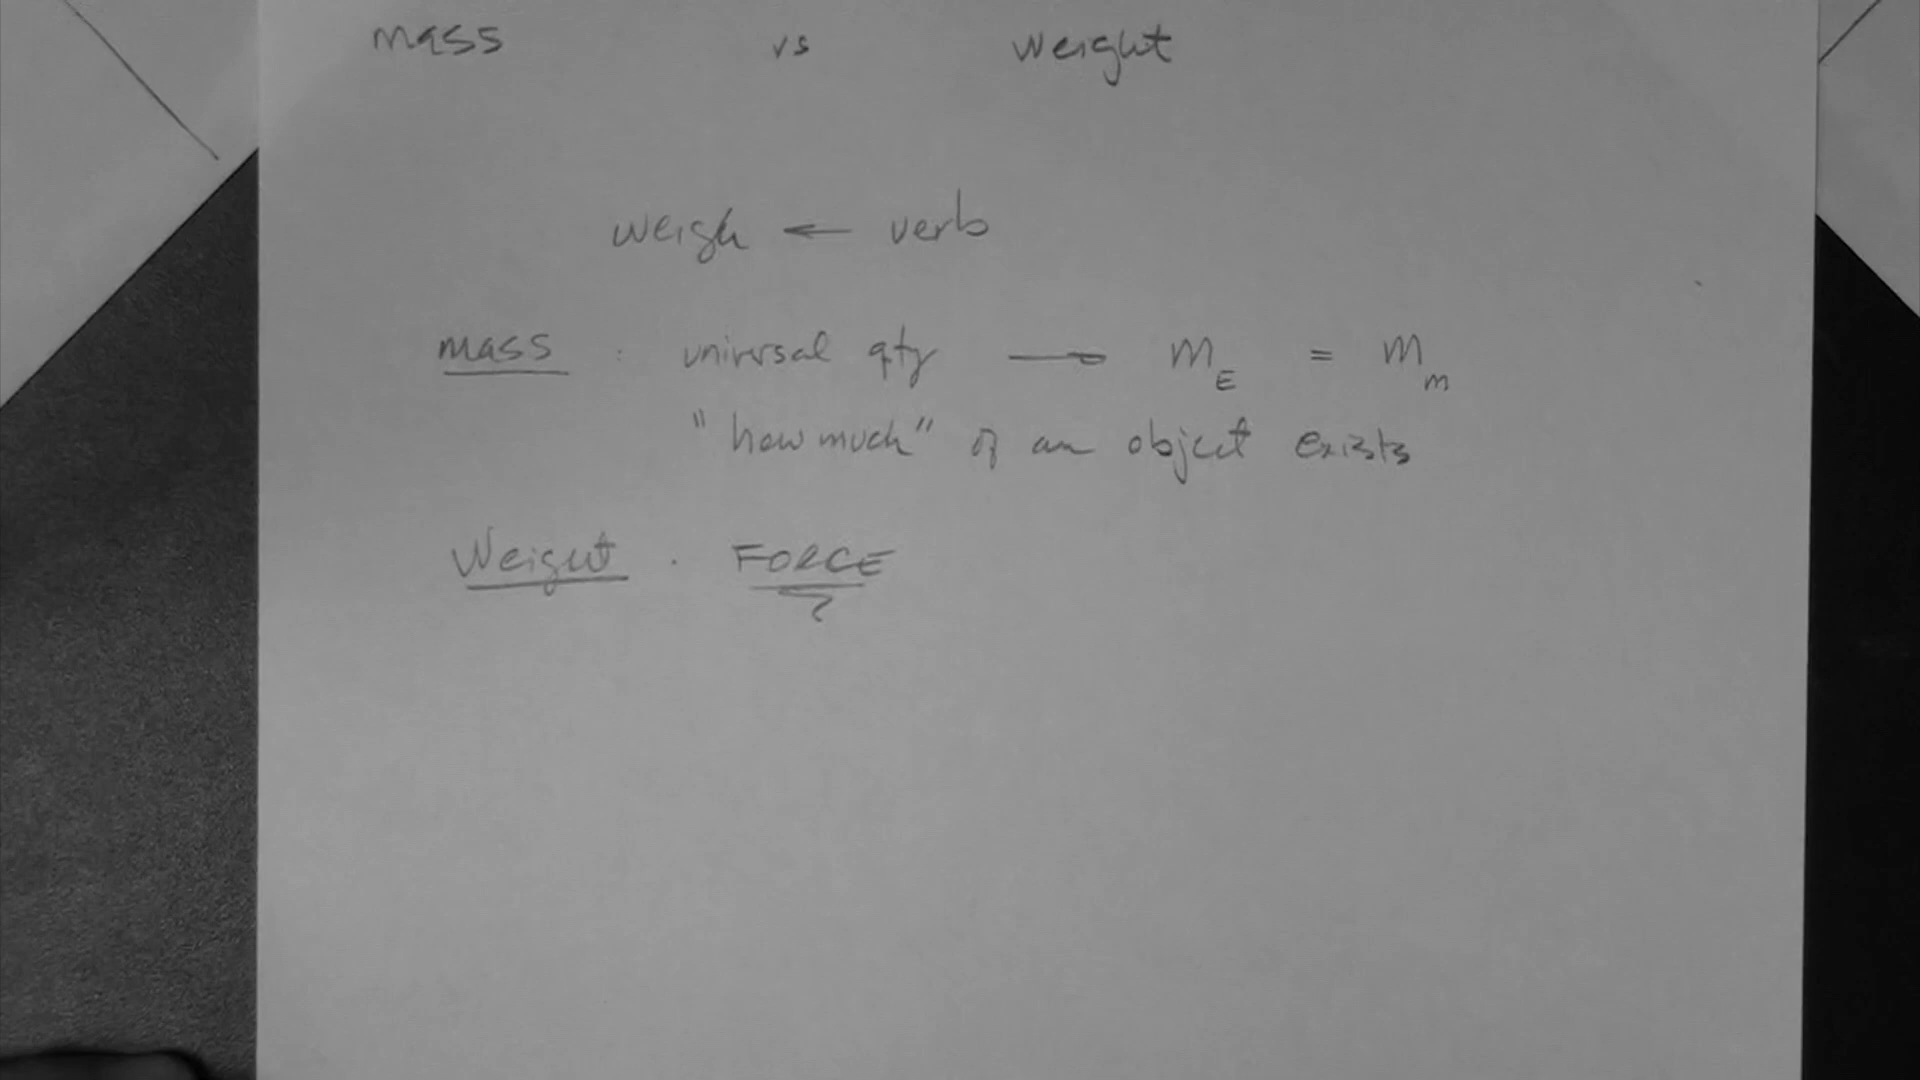 mass vs weight
weigh ← verb
mass : universal qty → m_E = m_m
"how much" of an object exists
Weight . FORCE